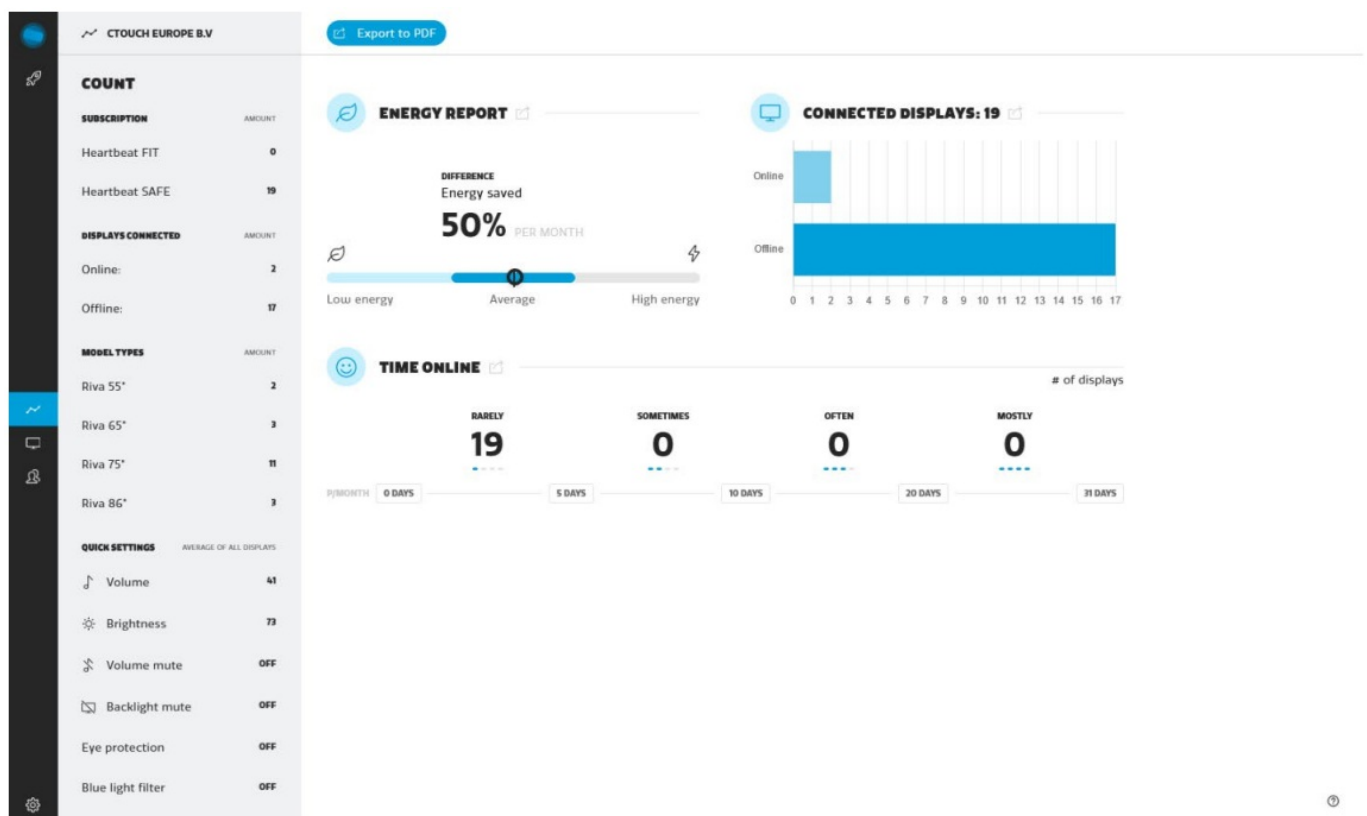 CTOUCH EUROPE B.V
Export to PDF
COUNT
SUBSCRIPTION AMOUNT
Heartbeat FIT 0
Heartbeat SAFE 19
DISPLAYS CONNECTED AMOUNT
Online: 2
Offline: 17
MODEL TYPES AMOUNT
Riva 55" 2
Riva 65" 3
Riva 75" 11
Riva 86" 3
QUICK SETTINGS AVERAGE OF ALL DISPLAYS
Volume 41
Brightness 73
Volume mute OFF
Backlight mute OFF
Eye protection OFF
Blue light filter OFF
ENERGY REPORT
DIFFERENCE
Energy saved
50% PER MONTH
Low energy Average High energy
CONNECTED DISPLAYS: 19
Online
Offline
0 1 2 3 4 5 6 7 8 9 10 11 12 13 14 15 16 17
TIME ONLINE
# of displays
RARELY SOMETIMES OFTEN MOSTLY
19 0 0 0
P/MONTH 0 DAYS 5 DAYS 10 DAYS 20 DAYS 31 DAYS